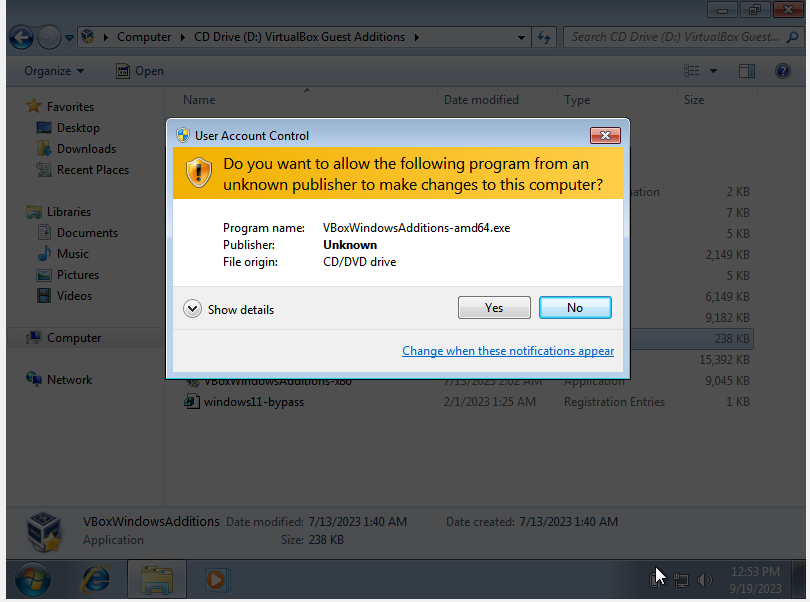 Computer CD Drive (D:) VirtualBox Guest Additions
Search CD Drive (D:) VirtualBox Guest...
Organize Open
Name Date modified Type Size
Favorites
Desktop
Downloads
Recent Places
Libraries
Documents
Music
Pictures
Videos
Computer
Network
User Account Control
Do you want to allow the following program from an
unknown publisher to make changes to this computer?
Program name: VBoxWindowsAdditions-amd64.exe
Publisher: Unknown
File origin: CD/DVD drive
Show details
Yes No
Change when these notifications appear
2 KB
7 KB
5 KB
2,149 KB
5 KB
6,149 KB
9,182 KB
238 KB
15,392 KB
VBoxWindowsAdditions-x86 7/13/2023 2:02 AM Application 9,045 KB
windows11-bypass 2/1/2023 1:25 AM Registration Entries 1 KB
VBoxWindowsAdditions Date modified: 7/13/2023 1:40 AM Date created: 7/13/2023 1:40 AM
Application Size: 238 KB
12:53 PM
9/19/2023